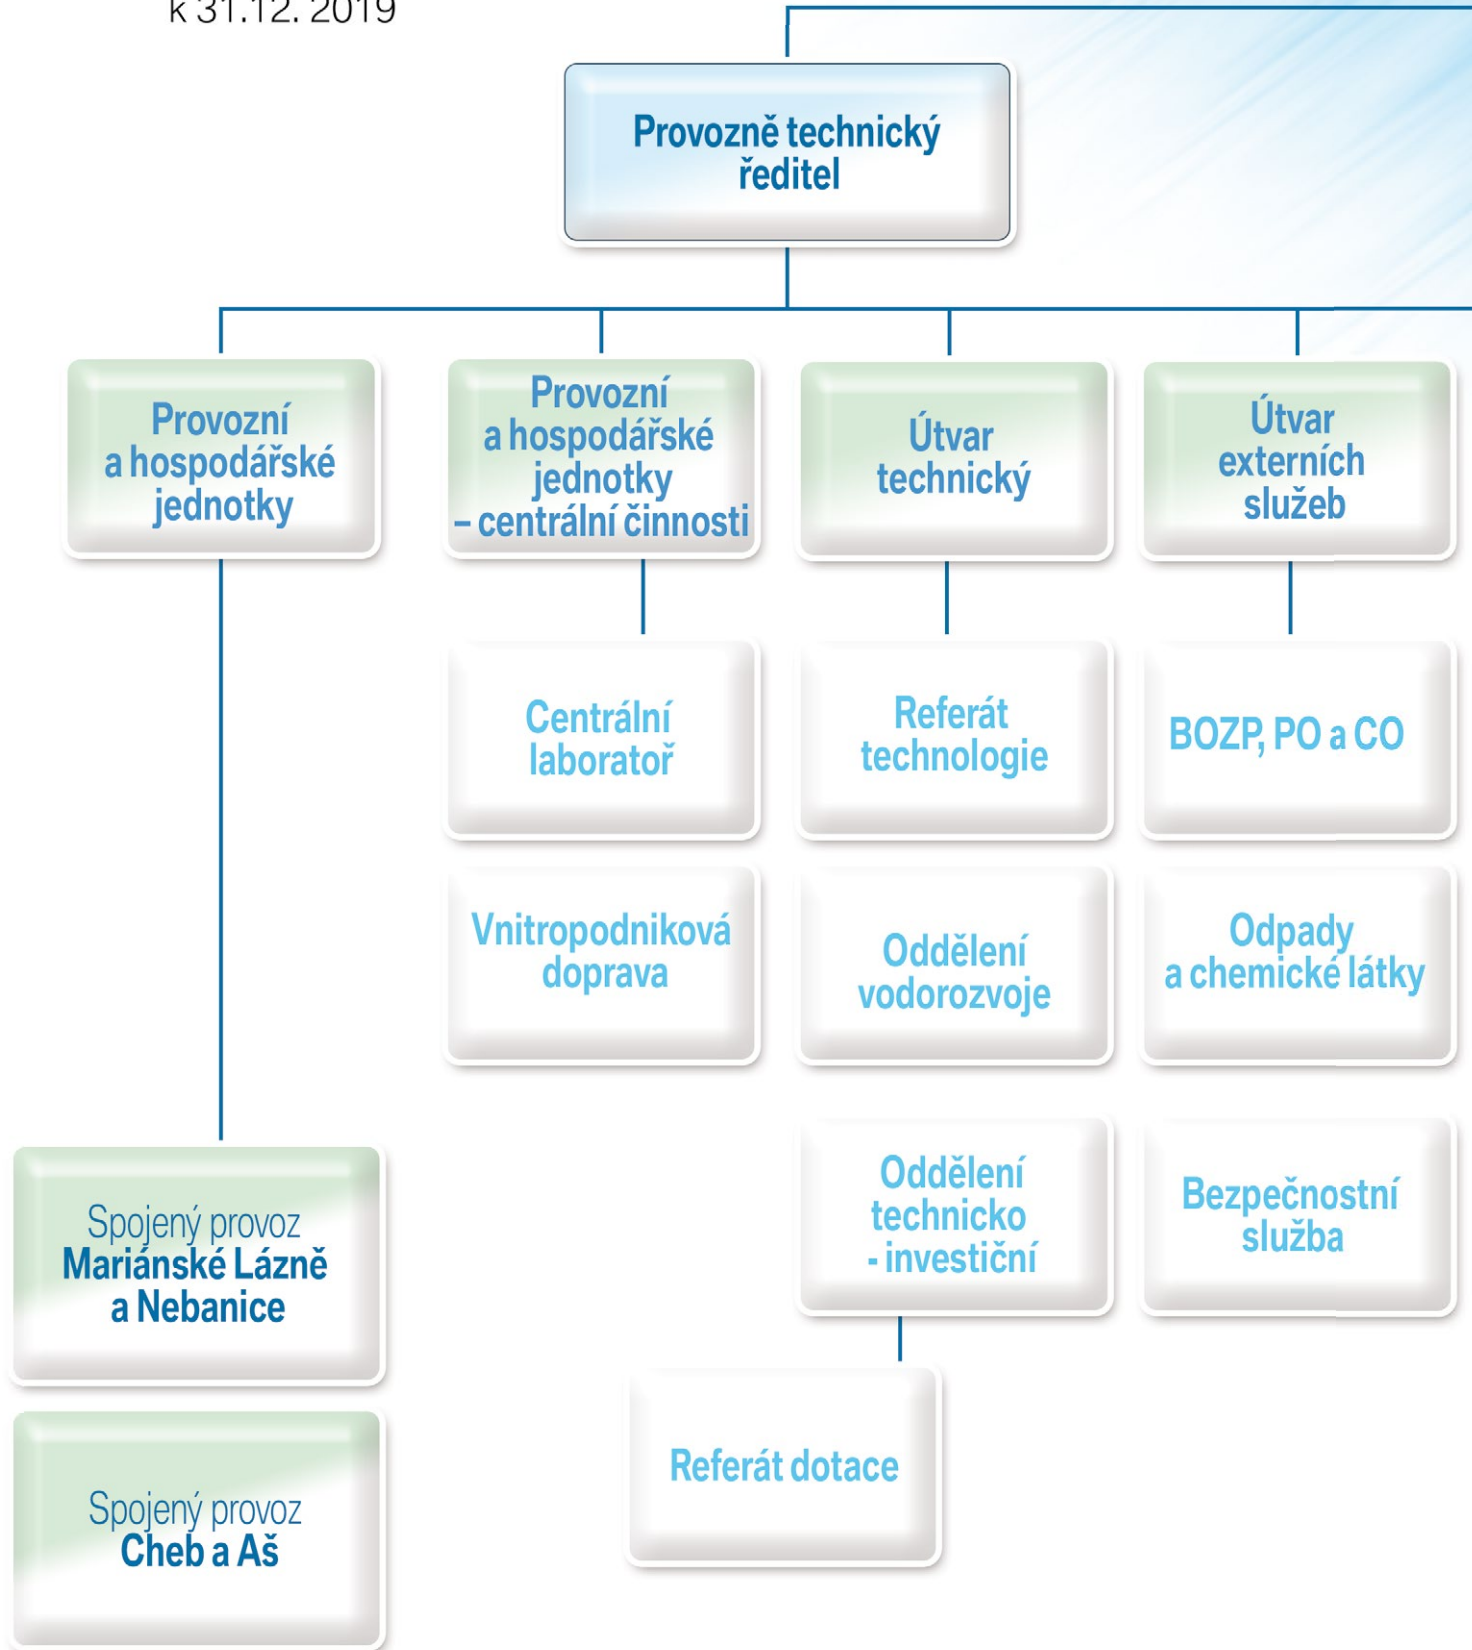 k 31.12. 2019
Provozně technický
ředitel
Provozní
a hospodářské
jednotky
Provozní
a hospodářské
jednotky
– centrální činnosti
Útvar
technický
Útvar
externích
služeb
Centrální
laboratoř
Referát
technologie
BOZP, PO a CO
Vnitropodniková
doprava
Oddělení
vodorozvoje
Odpady
a chemické látky
Spojený provoz
Mariánské Lázně
a Nebanice
Oddělení
technicko
- investiční
Bezpečnostní
služba
Referát dotace
Spojený provoz
Cheb a Aš